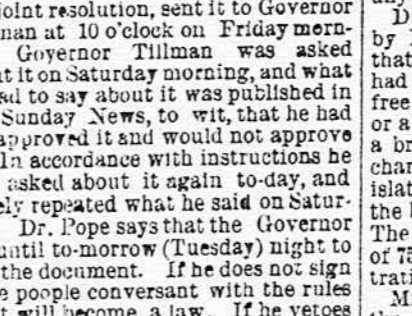 joint resolution, sent it to Governor
man at 10 o'clock on Friday morn-
Governor Tillman was asked
it on Saturday morning, and what
to say about it was published in
Sunday News, to wit, that he had
approved it and would not approve
In accordance with instructions he
asked about it again to-day, and
repeated what he said on Satur-
Dr. Pope says that the Governor
until to-morrow (Tuesday) night to
the document. If he does not sign
poople conversant with the rules
will become a law. If he vetoes
D
by
that
had
free
or a
a br
char
islat
the
The
of 75
trati
M